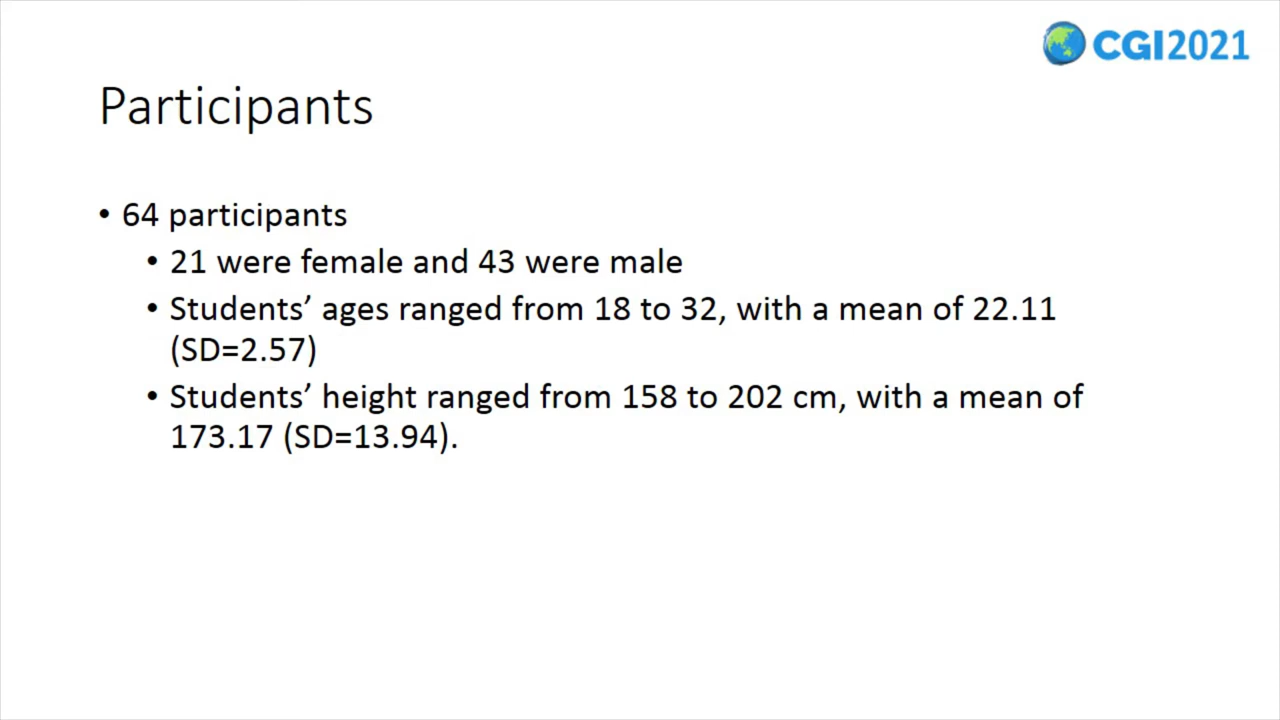 CGI2021
Participants
• 64 participants
• 21 were female and 43 were male
• Students’ ages ranged from 18 to 32, with a mean of 22.11
(SD=2.57)
• Students’ height ranged from 158 to 202 cm, with a mean of
173.17 (SD=13.94).